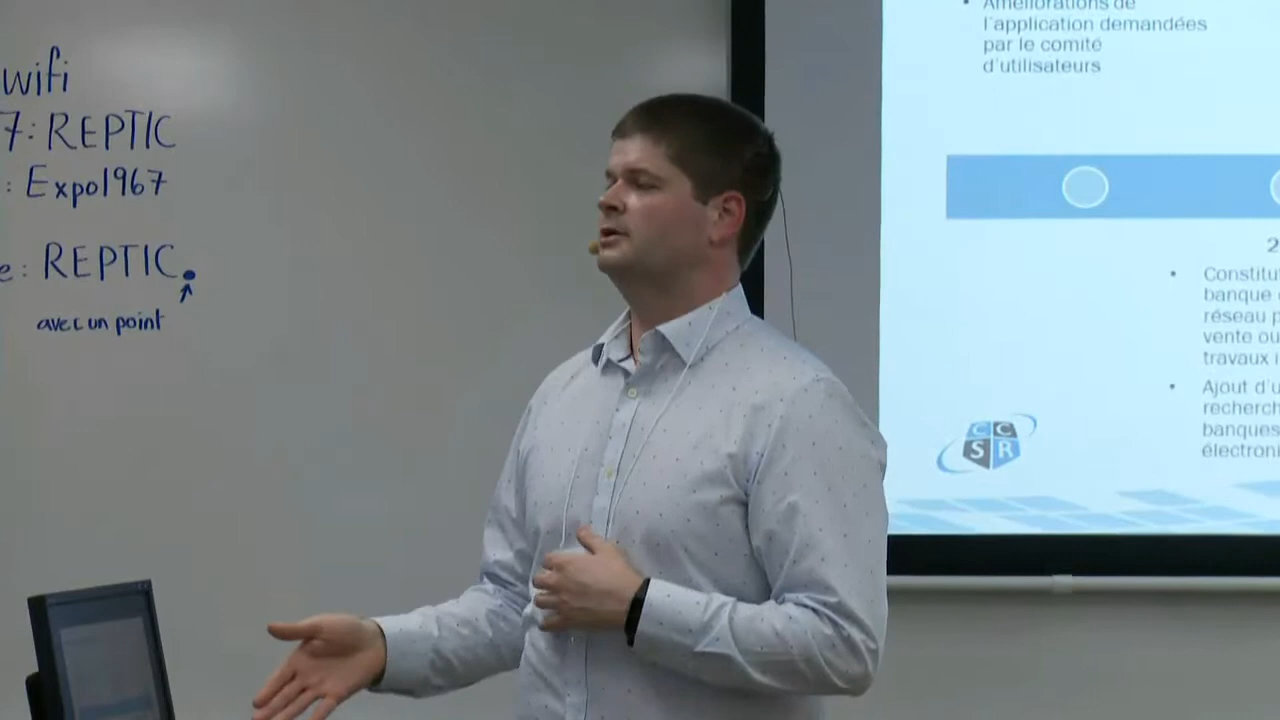 wifi
7: REPTIC
: Expo1967
e: REPTIC.
avec un point
• Améliorations de
l'application demandées
par le comité
d'utilisateurs
2
• Constitu
banque
réseau p
vente ou
travaux i
• Ajout d'u
recherch
banques
électroni
C C
S R